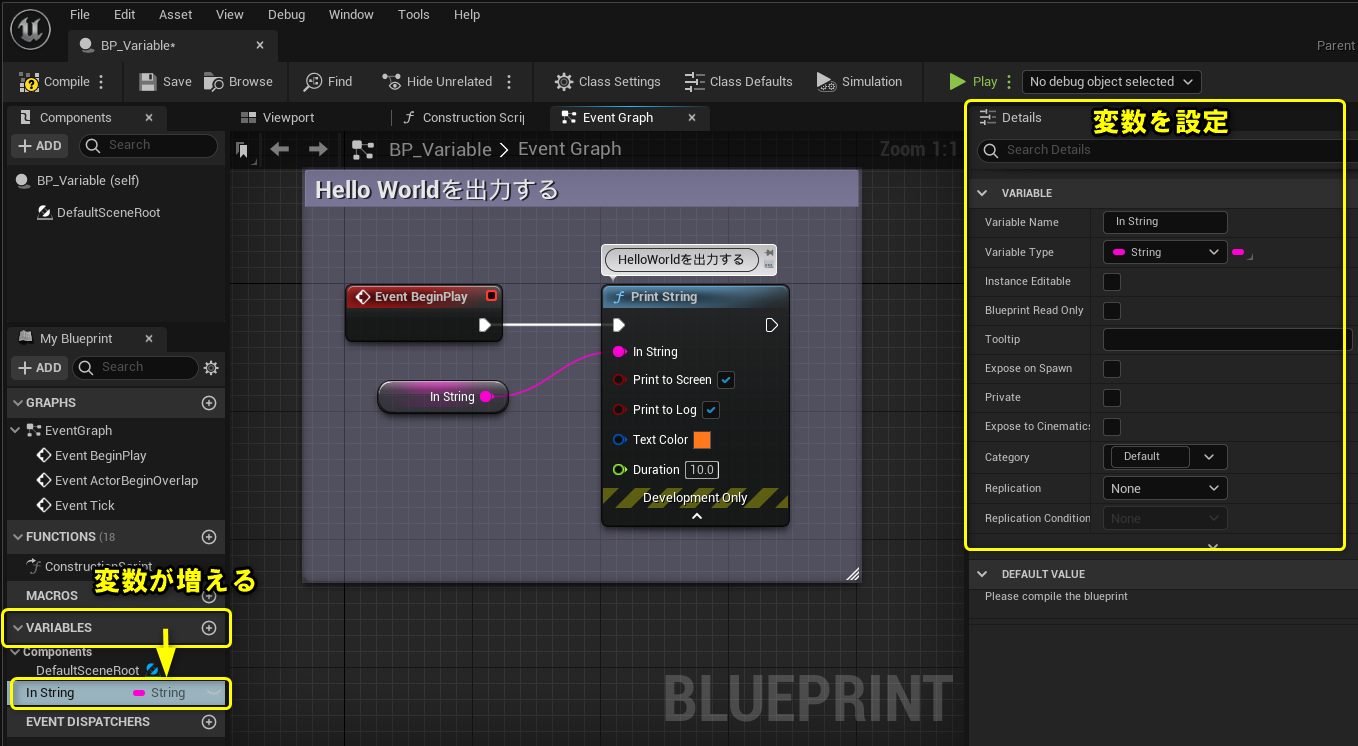 File Edit Asset View Debug Window Tools Help
BP_Variable*
Parent
Compile Save Browse Find Hide Unrelated Class Settings Class Defaults Simulation Play No debug object selected
Components
ADD Search
BP_Variable (self)
DefaultSceneRoot
My Blueprint
ADD Search
GRAPHS
EventGraph
Event BeginPlay
Event ActorBeginOverlap
Event Tick
FUNCTIONS (18
ConstructionScript
変数が増える
MACROS
VARIABLES
Components
DefaultSceneRoot
In String String
EVENT DISPATCHERS
Viewport Construction Scrip Event Graph
BP_Variable > Event Graph Zoom 1:1
Hello Worldを出力する
HelloWorldを出力する
Event BeginPlay
In String
Print String
In String
Print to Screen
Print to Log
Text Color
Duration 10.0
Development Only
BLUEPRINT
Details
変数を設定
Search Details
VARIABLE
Variable Name In String
Variable Type String
Instance Editable
Blueprint Read Only
Tooltip
Expose on Spawn
Private
Expose to Cinematics
Category Default
Replication None
Replication Condition None
DEFAULT VALUE
Please compile the blueprint